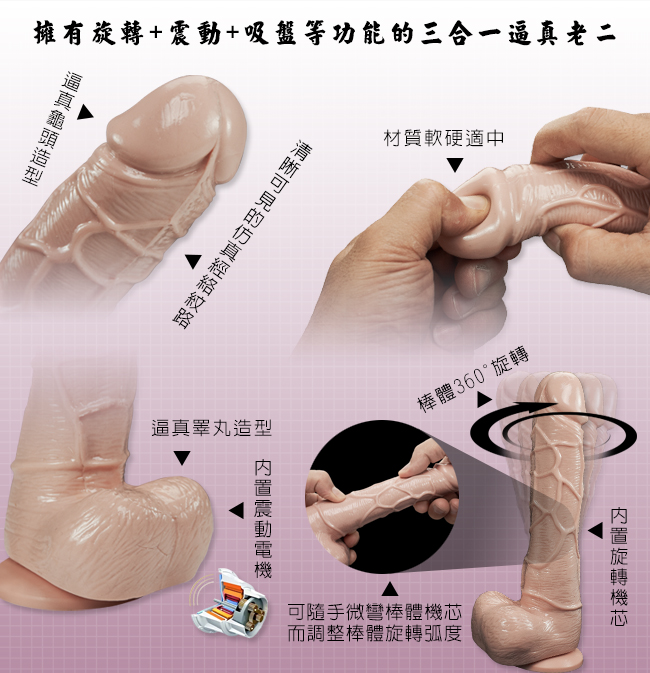 擁有旋轉+震動+吸盤等功能的三合一逼真老二
逼真龜頭造型
清晰可見的仿真經絡紋路
材質軟硬適中
棒體360°旋轉
逼真睪丸造型
內置震動電機
內置旋轉機芯
可隨手微彎棒體機芯
而調整棒體旋轉弧度